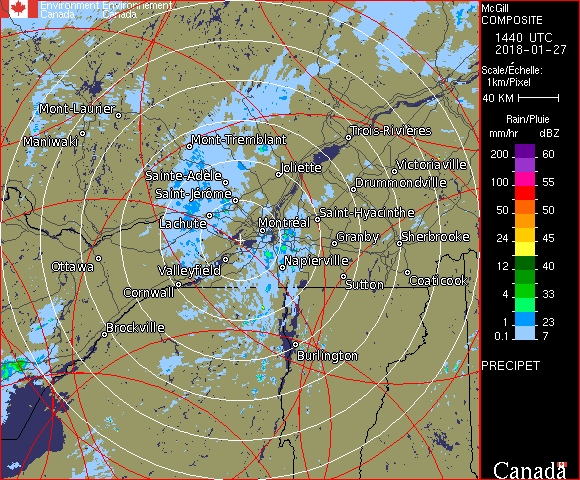 Environment Environnement
Canada Canada
McGill
COMPOSITE
1440 UTC
2018-01-27
Scale/Échelle:
1km/Pixel
40 KM
Rain/Pluie
mm/hr dBZ
200 60
100 55
50 50
24 45
12 40
4 33
1 23
0.1 7
PRECIPET
Canada
Mont-Laurier
Maniwaki
Mont-Tremblant
Trois-Rivières
Joliette
Victoriaville
Sainte-Adèle
Drummondville
Saint-Jérôme
Saint-Hyacinthe
Lachute
Montréal
Granby
Sherbrooke
Ottawa
Valleyfield
Napierville
Cornwall
Sutton
Coaticook
Brockville
Burlington